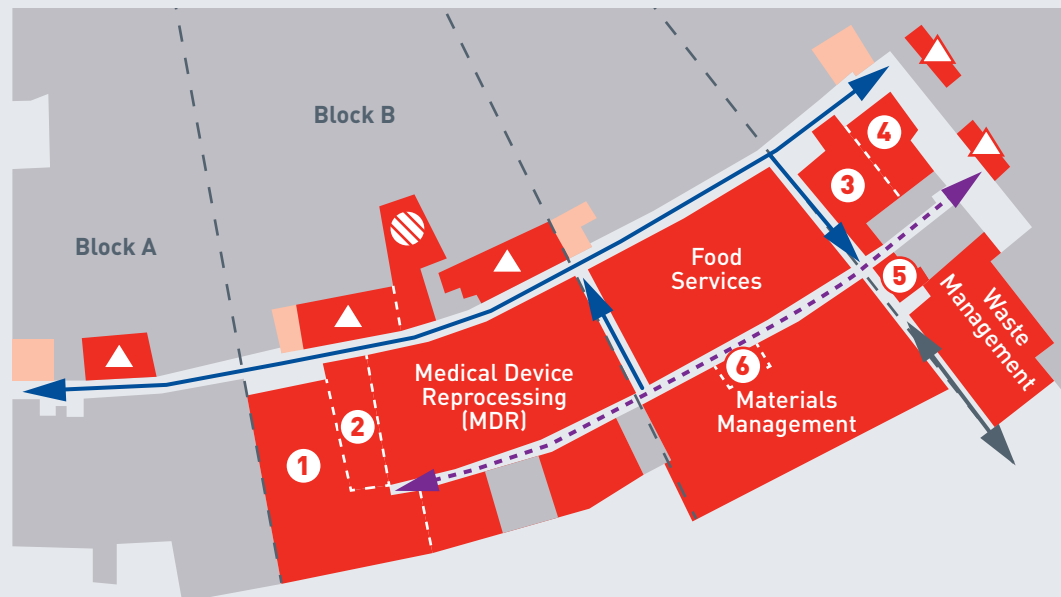 Block B
Block A
4
3
Food
Services
5
Waste
Management
6
Medical Device
Reprocessing
(MDR)
Materials
Management
2
1